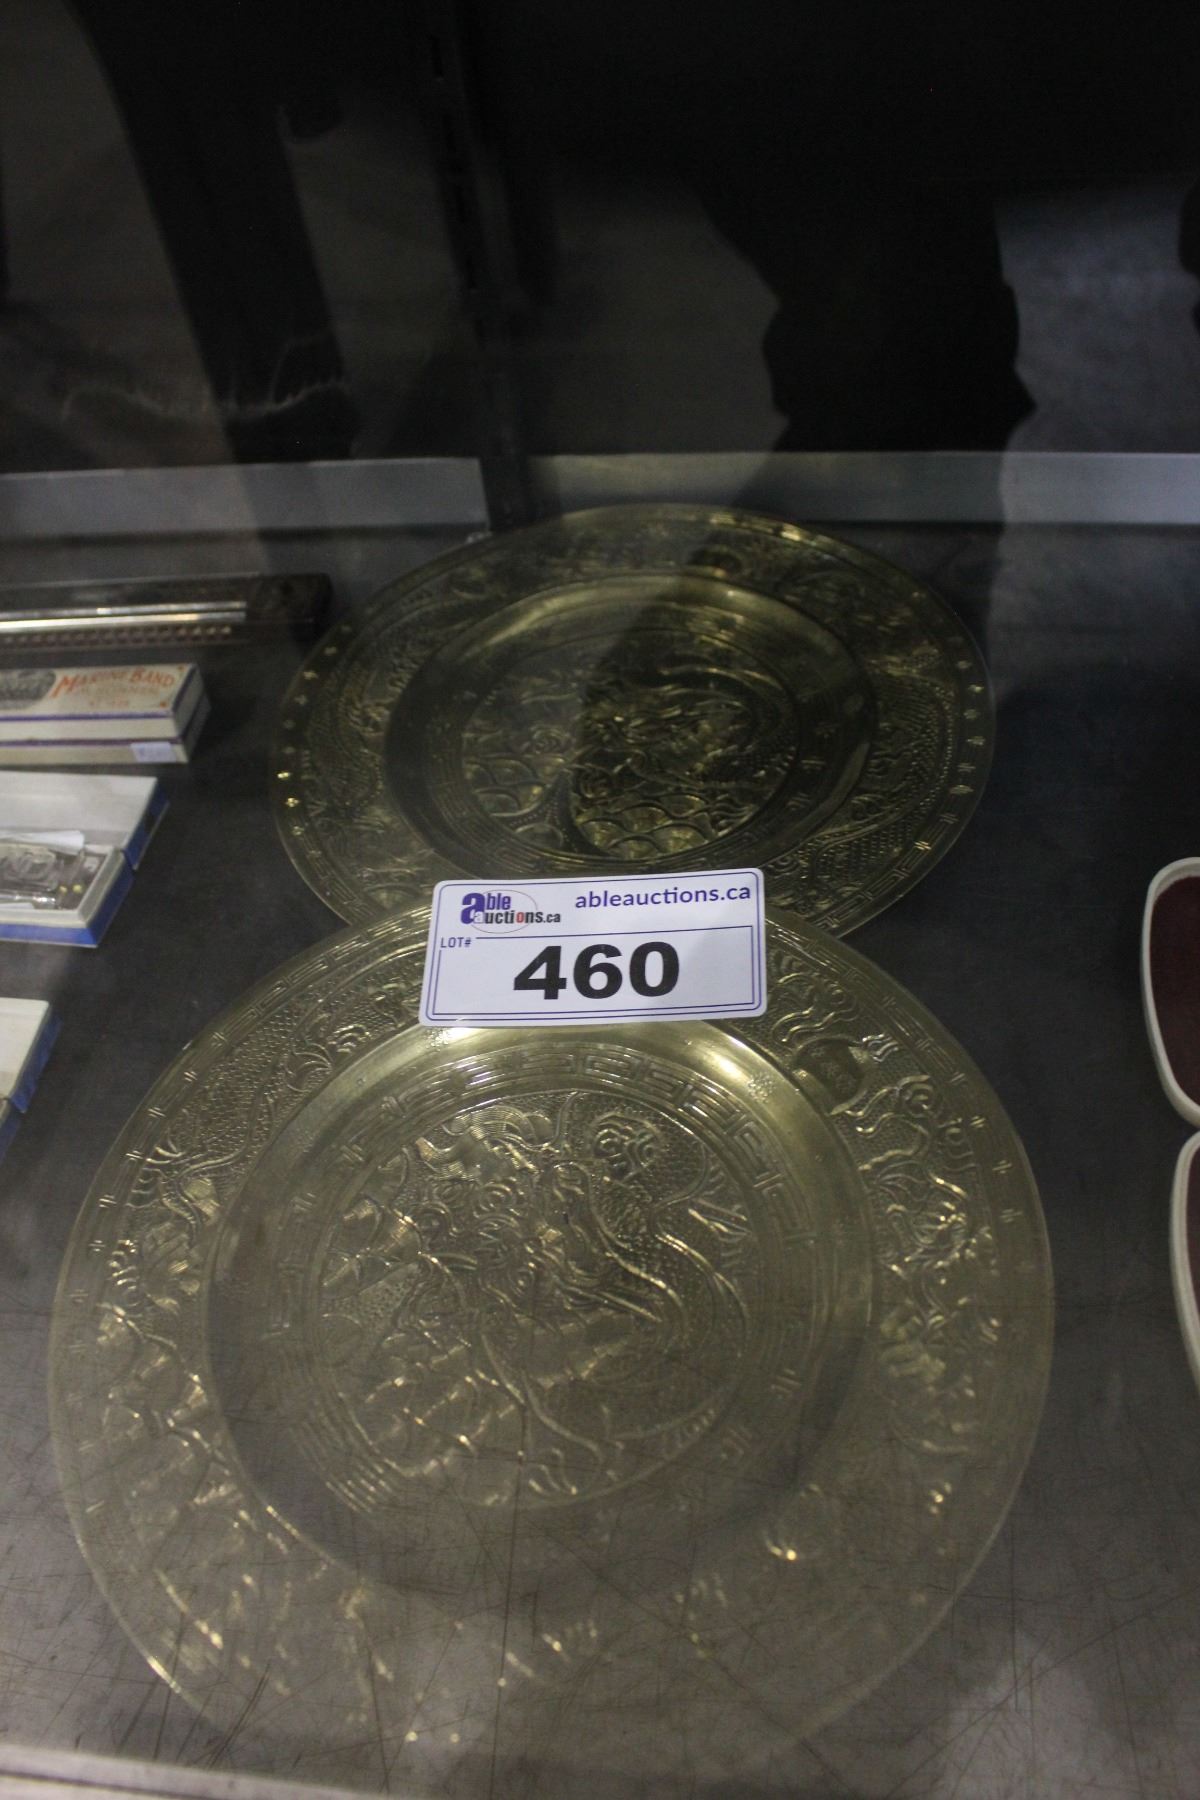 able
auctions.ca
ableauctions.ca
LOT#
460
MARINE BAND